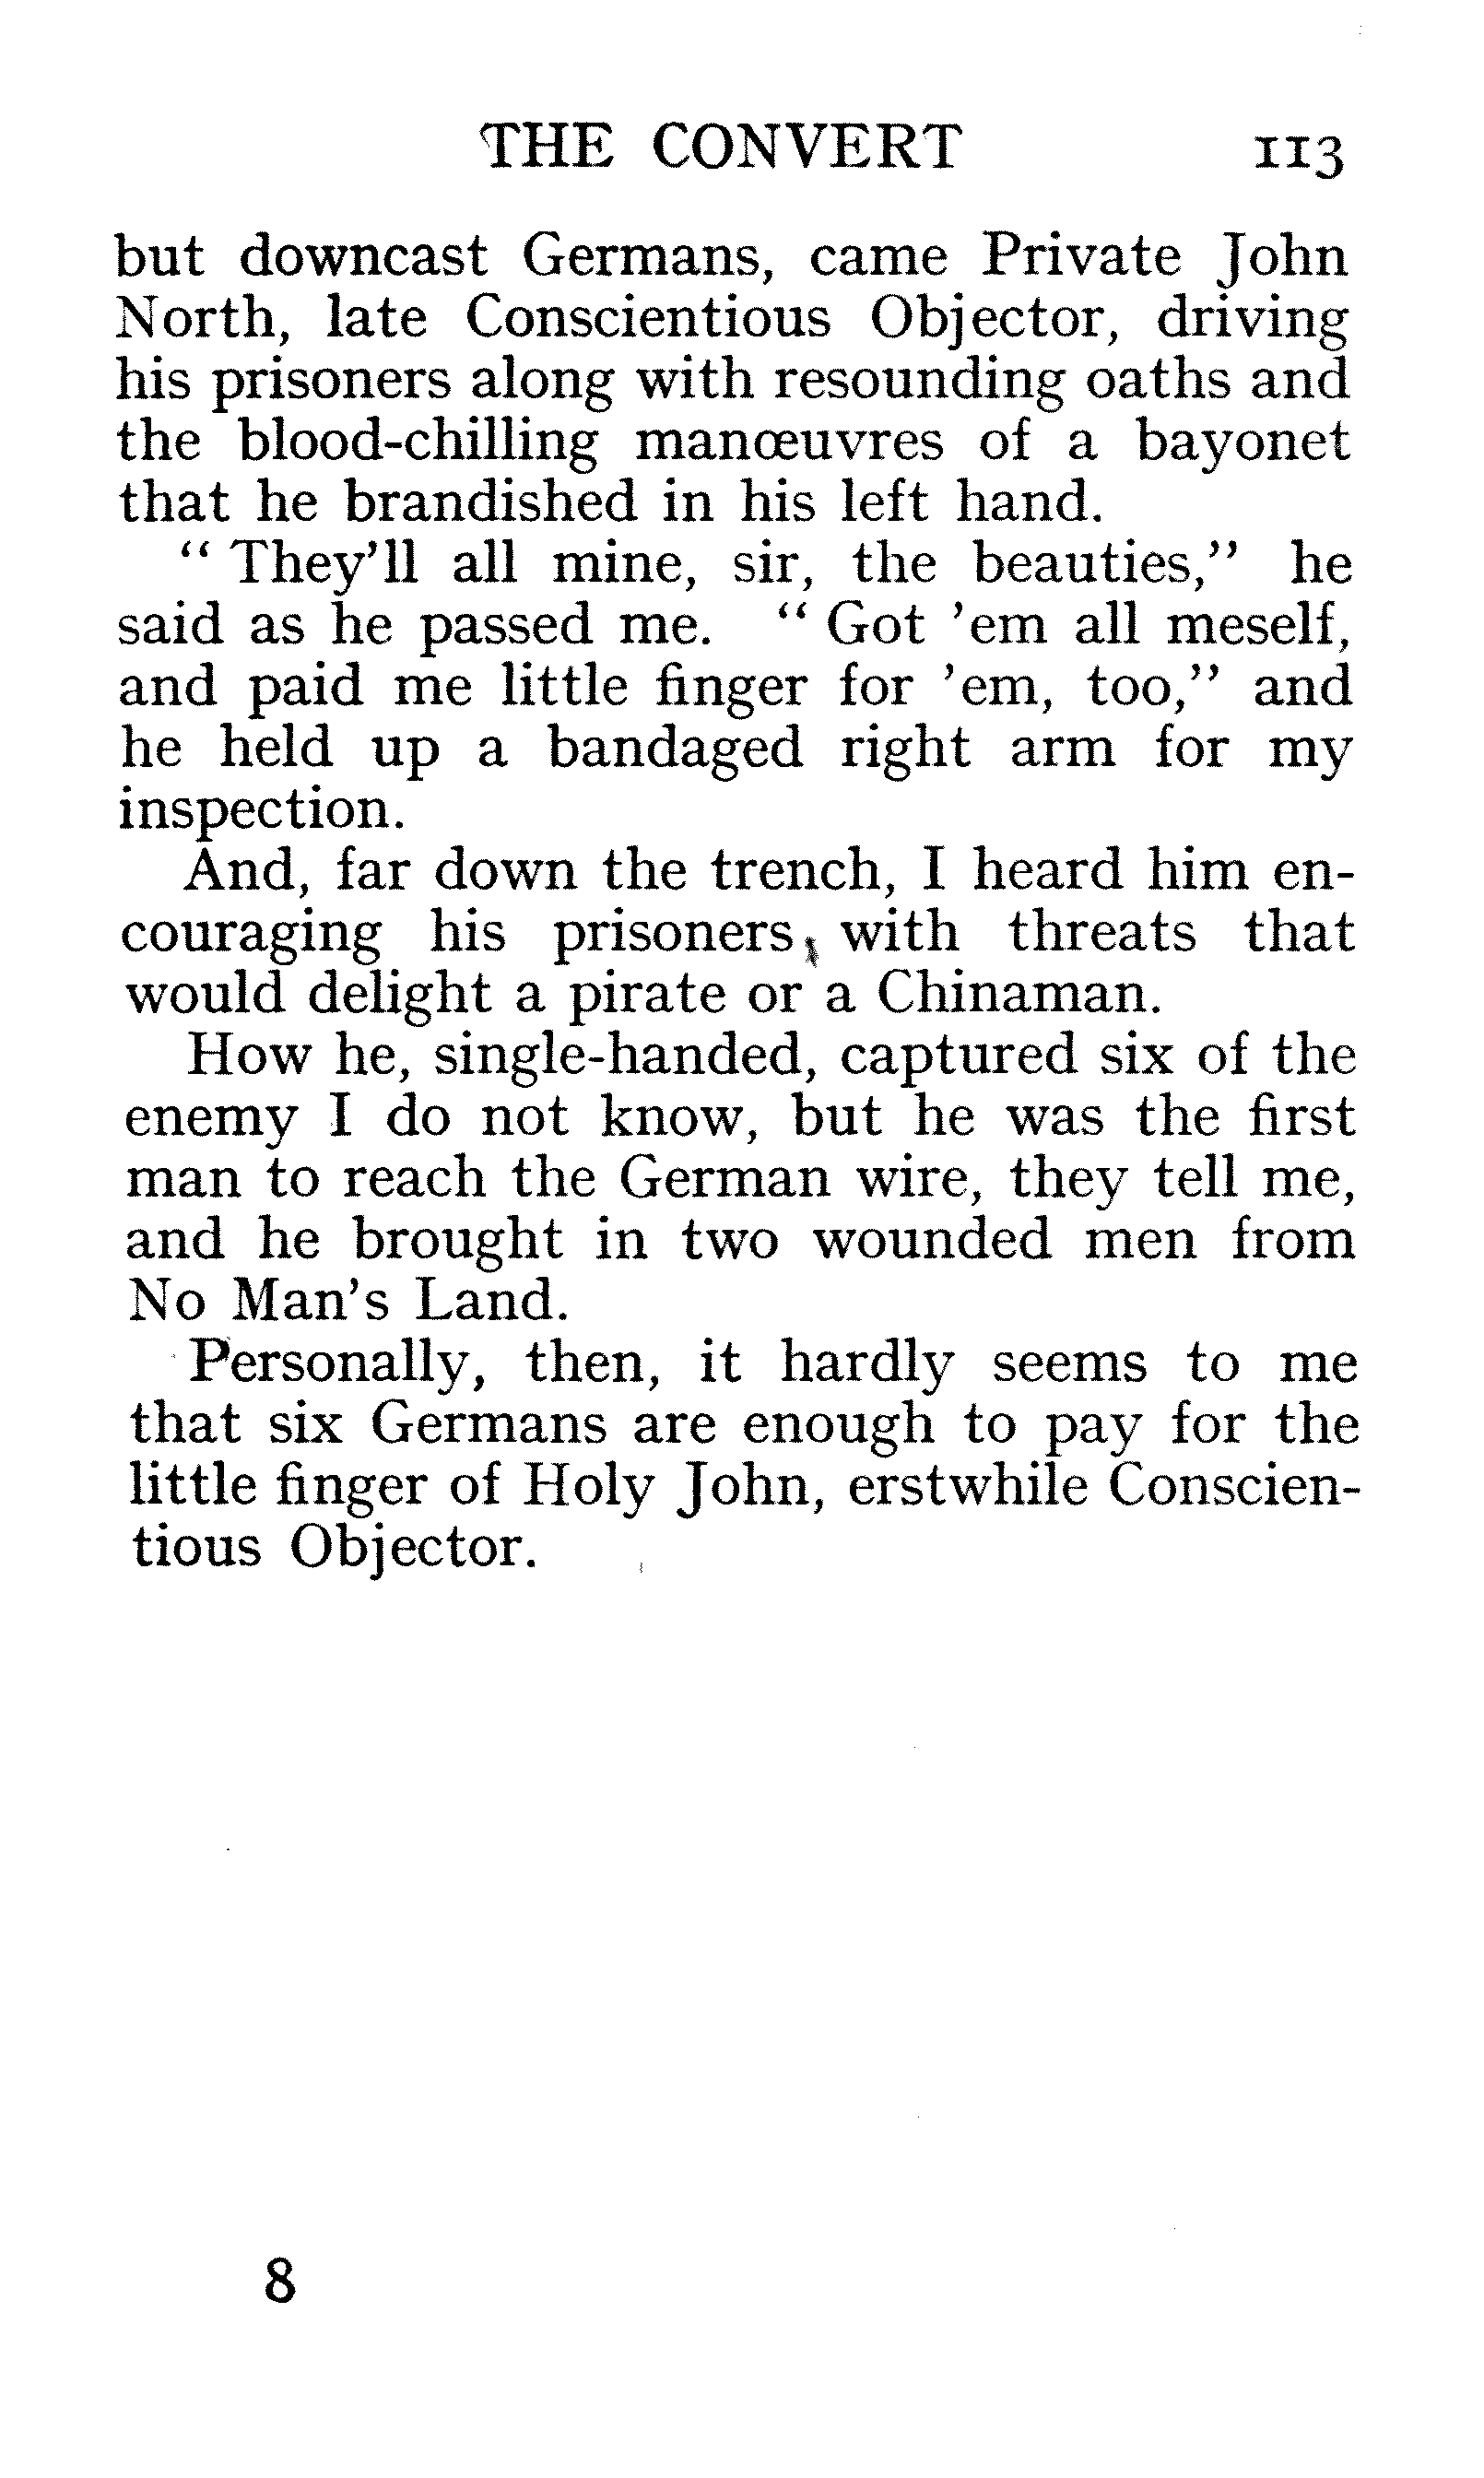 THE CONVERT 113
but downcast Germans, came Private John
North, late Conscientious Objector, driving
his prisoners along with resounding oaths and
the blood-chilling manœuvres of a bayonet
that he brandished in his left hand.
“ They’ll all mine, sir, the beauties,” he
said as he passed me. “ Got ’em all meself,
and paid me little finger for ’em, too,” and
he held up a bandaged right arm for my
inspection.
And, far down the trench, I heard him en-
couraging his prisoners, with threats that
would delight a pirate or a Chinaman.
How he, single-handed, captured six of the
enemy I do not know, but he was the first
man to reach the German wire, they tell me,
and he brought in two wounded men from
No Man’s Land.
Personally, then, it hardly seems to me
that six Germans are enough to pay for the
little finger of Holy John, erstwhile Conscien-
tious Objector.
8